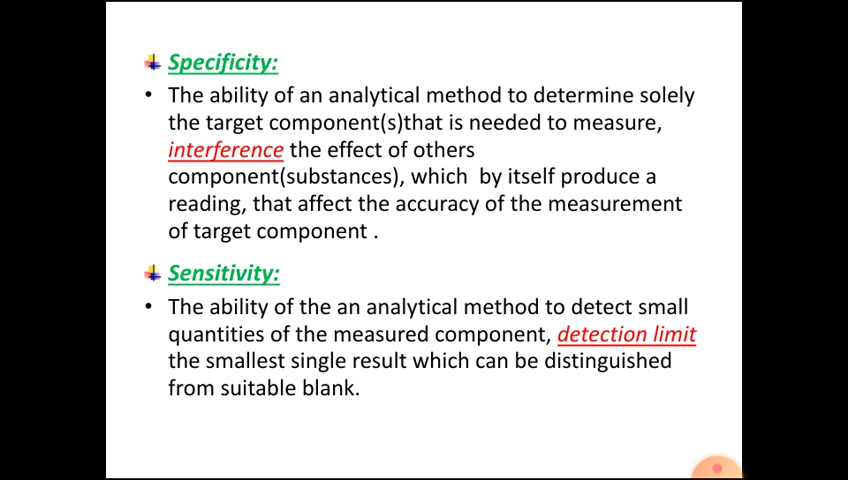 Specificity:
• The ability of an analytical method to determine solely
the target component(s)that is needed to measure,
interference the effect of others
component(substances), which by itself produce a
reading, that affect the accuracy of the measurement
of target component .
Sensitivity:
• The ability of the an analytical method to detect small
quantities of the measured component, detection limit
the smallest single result which can be distinguished
from suitable blank.